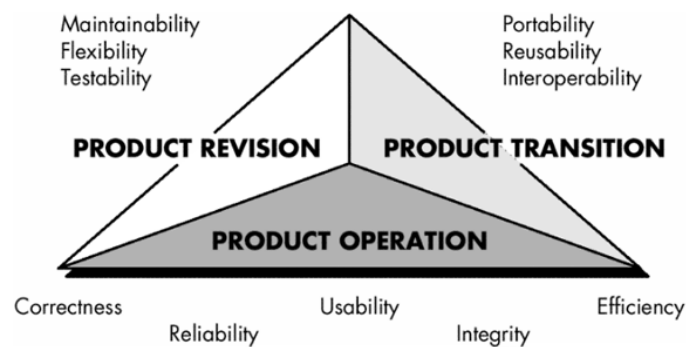 Maintainability
Flexibility
Testability
Portability
Reusability
Interoperability
PRODUCT REVISION
PRODUCT TRANSITION
PRODUCT OPERATION
Correctness
Usability
Efficiency
Reliability
Integrity